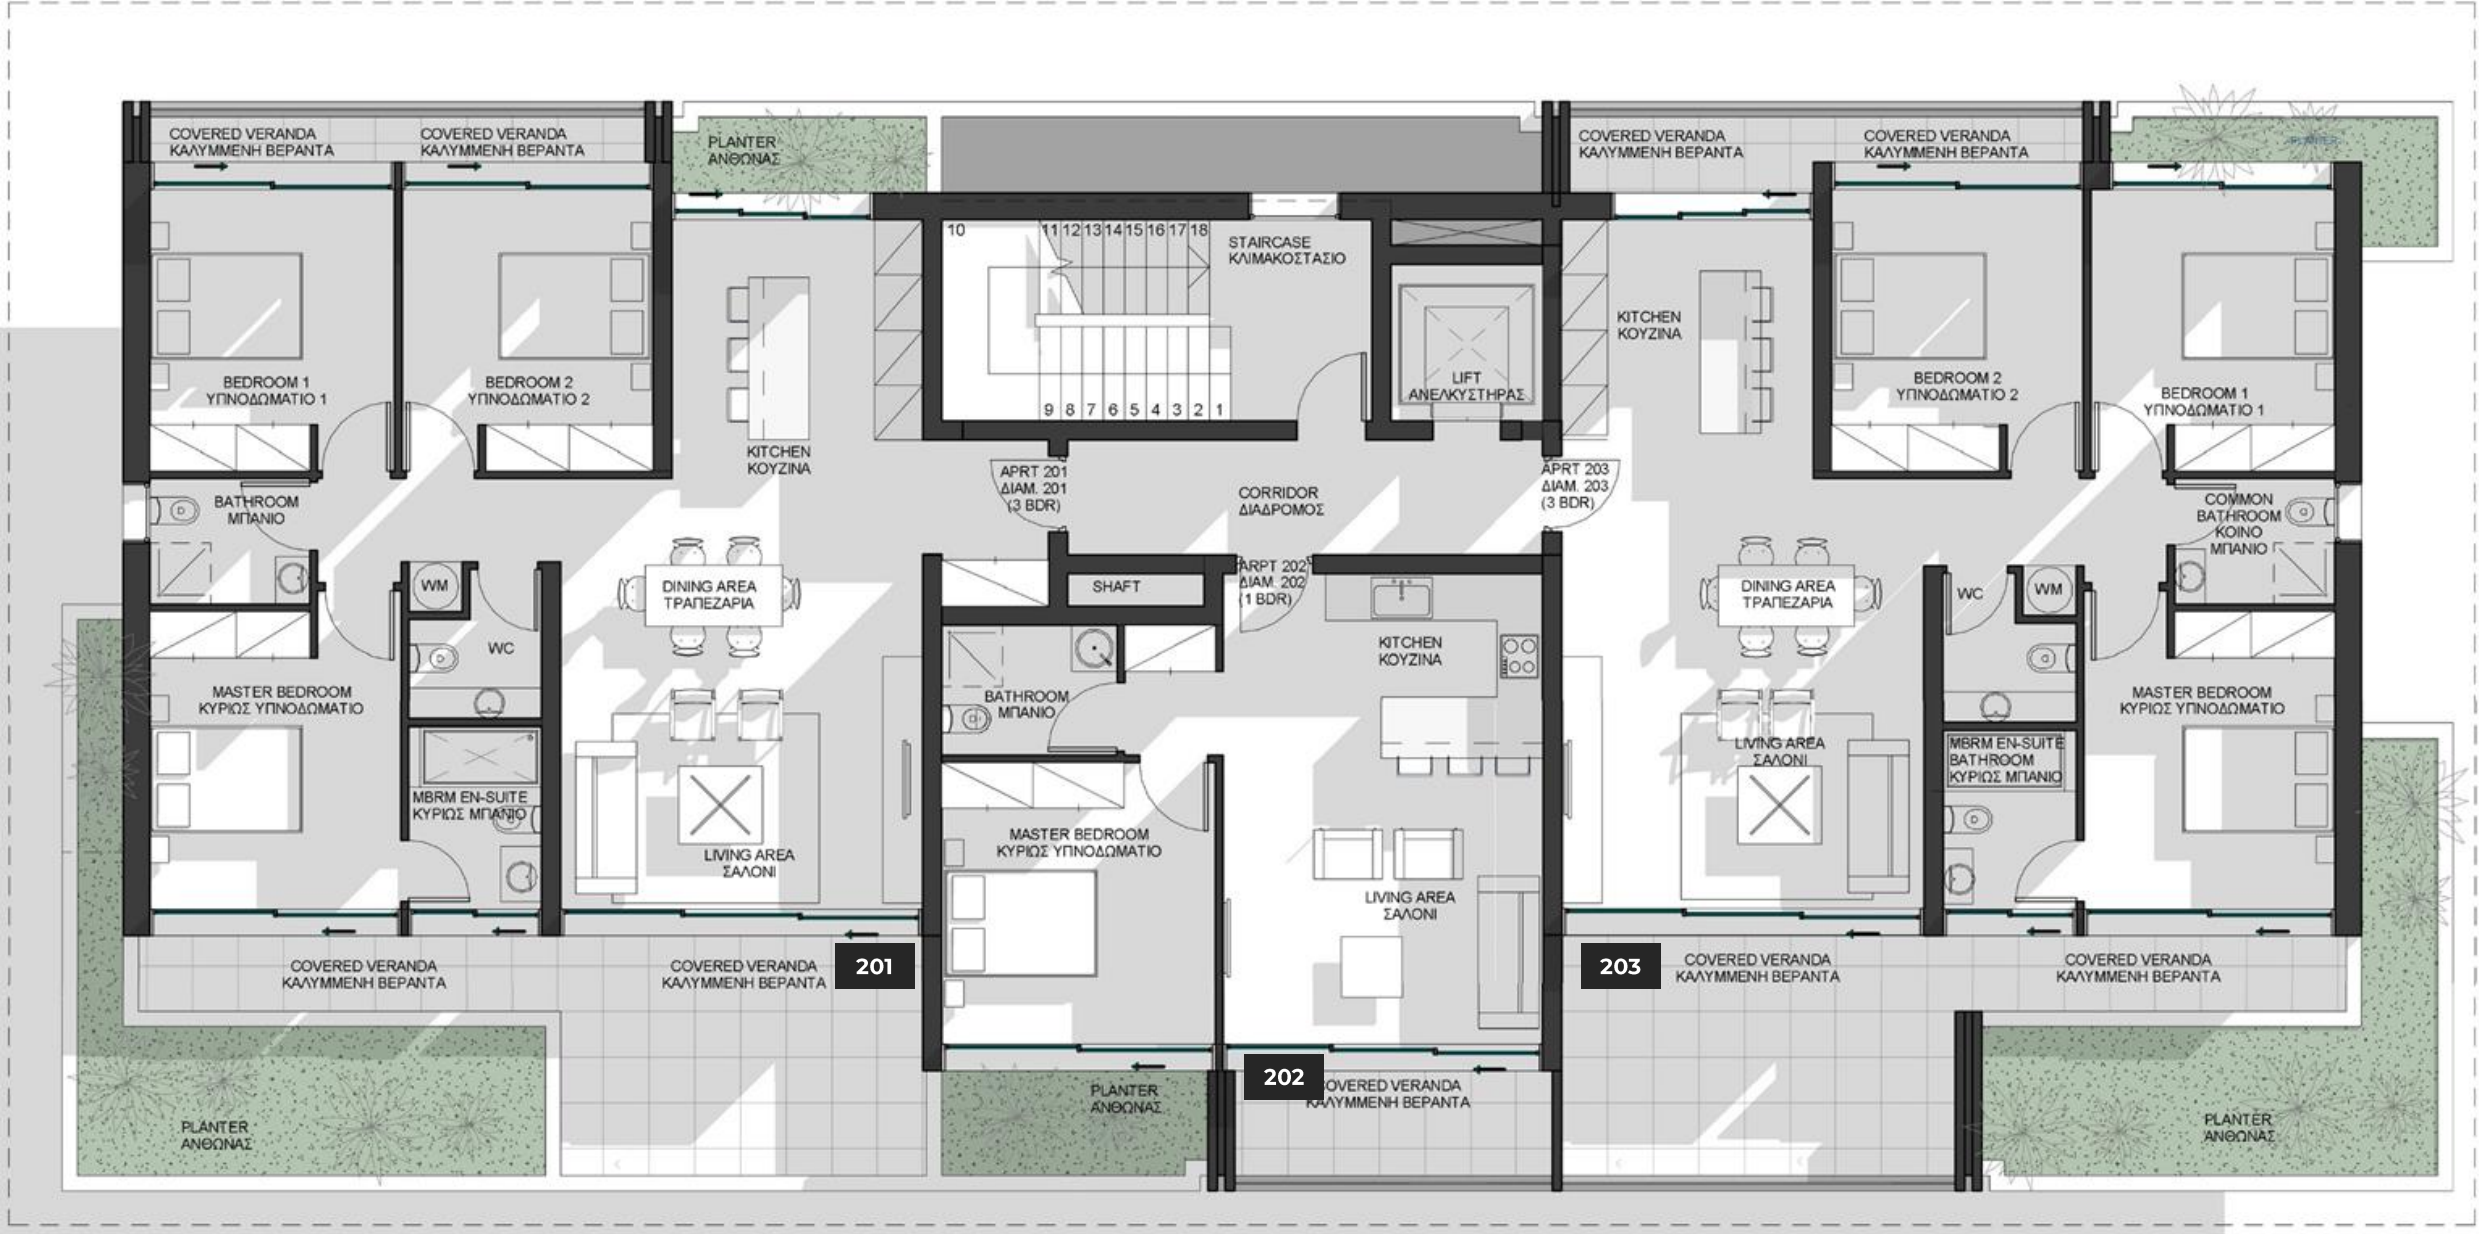 COVERED VERANDA
ΚΑΛΥΜΜΕΝΗ ΒΕΡΑΝΤΑ
COVERED VERANDA
ΚΑΛΥΜΜΕΝΗ ΒΕΡΑΝΤΑ
PLANTER
ΑΝΘΩΝΑΣ
COVERED VERANDA
ΚΑΛΥΜΜΕΝΗ ΒΕΡΑΝΤΑ
COVERED VERANDA
ΚΑΛΥΜΜΕΝΗ ΒΕΡΑΝΤΑ
PLANTER
10
11 12 13 14 15 16 17 18
STAIRCASE
ΚΛΙΜΑΚΟΣΤΑΣΙΟ
9 8 7 6 5 4 3 2 1
LIFT
ΑΝΕΛΚΥΣΤΗΡΑΣ
KITCHEN
ΚΟΥΖΙΝΑ
BEDROOM 1
ΥΠΝΟΔΩΜΑΤΙΟ 1
BEDROOM 2
ΥΠΝΟΔΩΜΑΤΙΟ 2
BEDROOM 2
ΥΠΝΟΔΩΜΑΤΙΟ 2
BEDROOM 1
ΥΠΝΟΔΩΜΑΤΙΟ 1
KITCHEN
ΚΟΥΖΙΝΑ
APRT 201
ΔΙΑΜ. 201
(3 BDR)
CORRIDOR
ΔΙΑΔΡΟΜΟΣ
APRT 203
ΔΙΑΜ. 203
(3 BDR)
BATHROOM
ΜΠΑΝΙΟ
COMMON
BATHROOM
ΚΟΙΝΟ
ΜΠΑΝΙΟ
WM
DINING AREA
ΤΡΑΠΕΖΑΡΙΑ
SHAFT
ARPT 202
ΔΙΑΜ. 202
(1 BDR)
DINING AREA
ΤΡΑΠΕΖΑΡΙΑ
WC
WM
WC
KITCHEN
ΚΟΥΖΙΝΑ
MASTER BEDROOM
ΚΥΡΙΩΣ ΥΠΝΟΔΩΜΑΤΙΟ
BATHROOM
ΜΠΑΝΙΟ
MASTER BEDROOM
ΚΥΡΙΩΣ ΥΠΝΟΔΩΜΑΤΙΟ
LIVING AREA
ΣΑΛΟΝΙ
MBRM EN-SUITE
BATHROOM
ΚΥΡΙΩΣ ΜΠΑΝΙΟ
MBRM EN-SUITE
ΚΥΡΙΩΣ ΜΠΑΝΙΟ
LIVING AREA
ΣΑΛΟΝΙ
MASTER BEDROOM
ΚΥΡΙΩΣ ΥΠΝΟΔΩΜΑΤΙΟ
LIVING AREA
ΣΑΛΟΝΙ
COVERED VERANDA
ΚΑΛΥΜΜΕΝΗ ΒΕΡΑΝΤΑ
COVERED VERANDA
ΚΑΛΥΜΜΕΝΗ ΒΕΡΑΝΤΑ
201
203
COVERED VERANDA
ΚΑΛΥΜΜΕΝΗ ΒΕΡΑΝΤΑ
COVERED VERANDA
ΚΑΛΥΜΜΕΝΗ ΒΕΡΑΝΤΑ
202
PLANTER
ΑΝΘΩΝΑΣ
COVERED VERANDA
ΚΑΛΥΜΜΕΝΗ ΒΕΡΑΝΤΑ
PLANTER
ΑΝΘΩΝΑΣ
PLANTER
ΑΝΘΩΝΑΣ